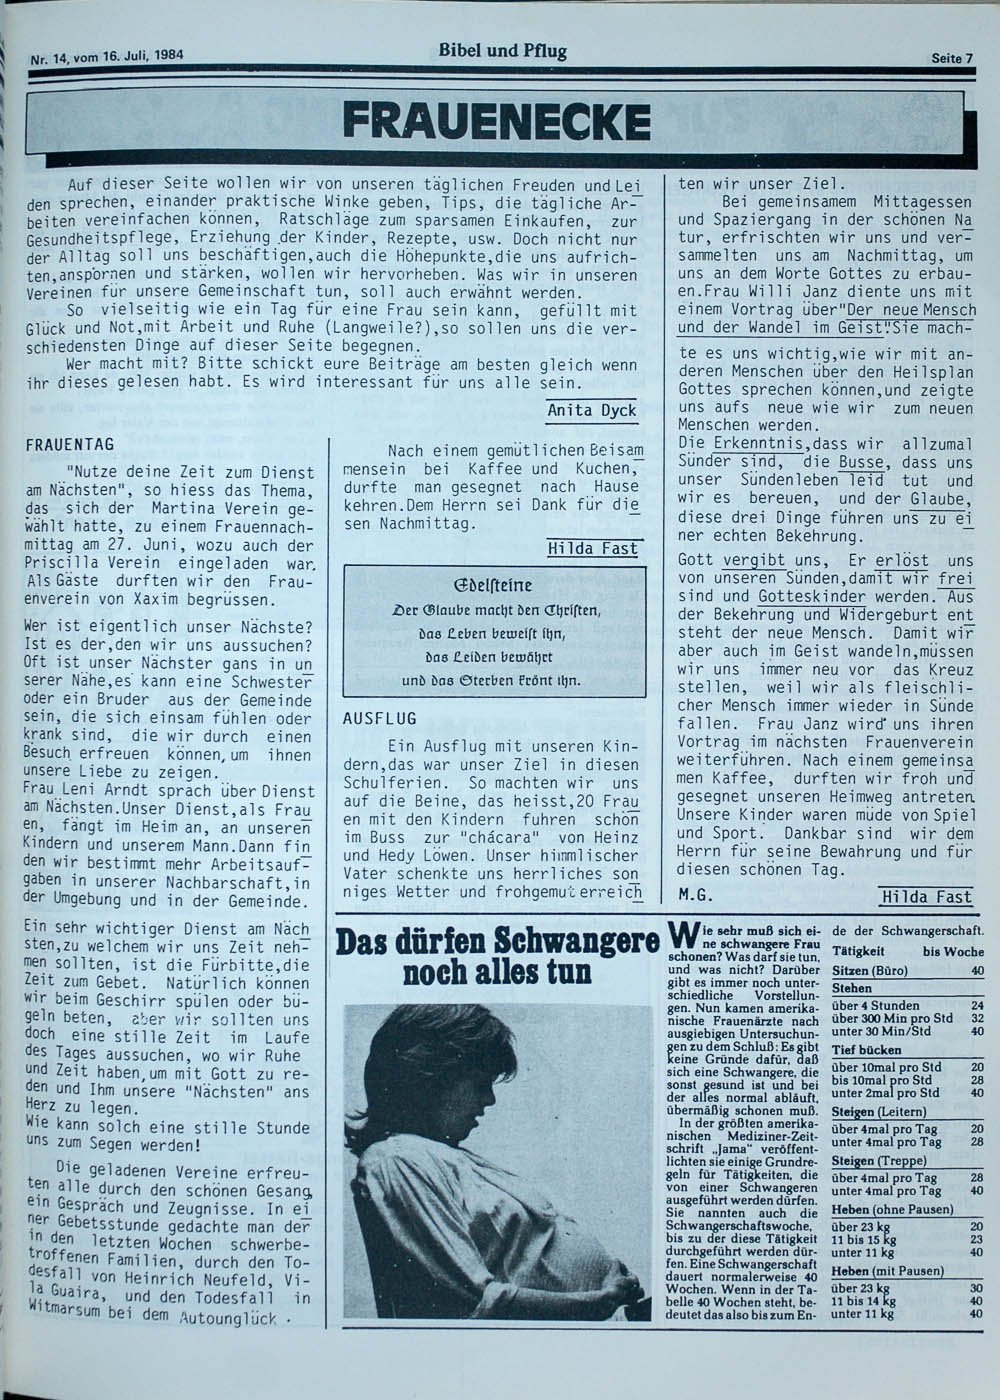 Nr. 14, vom 16. Juli, 1984
Bibel und Pflug
Seite 7
FRAUENECKE
Auf dieser Seite wollen wir von unseren täglichen Freuden und Lei
den sprechen, einander praktische Winke geben, Tips, die tägliche Ar-
beiten vereinfachen können, Ratschläge zum sparsamen Einkaufen, zur
Gesundheitspflege, Erziehung der Kinder, Rezepte, usw. Doch nicht nur
der Alltag soll uns beschäftigen,auch die Höhepunkte,die uns aufrich-
ten,anspornen und stärken, wollen wir hervorheben. Was wir in unseren
Vereinen für unsere Gemeinschaft tun, soll auch erwähnt werden.
So vielseitig wie ein Tag für eine Frau sein kann, gefüllt mit
Glück und Not,mit Arbeit und Ruhe (Langweile?),so sollen uns die ver-
schiedensten Dinge auf dieser Seite begegnen.
Wer macht mit? Bitte schickt eure Beiträge am besten gleich wenn
ihr dieses gelesen habt. Es wird interessant für uns alle sein.
Anita Dyck
FRAUENTAG
"Nutze deine Zeit zum Dienst
am Nächsten", so hiess das Thema,
das sich der Martina Verein ge-
wählt hatte, zu einem Frauennach-
mittag am 27. Juni, wozu auch der
Priscilla Verein eingeladen war.
Als Gäste durften wir den Frau-
enverein von Xaxim begrüssen.
Wer ist eigentlich unser Nächste?
Ist es der,den wir uns aussuchen?
Oft ist unser Nächster gans in un
serer Nähe,es kann eine Schwester
oder ein Bruder aus der Gemeinde
sein, die sich einsam fühlen oder
krank sind, die wir durch einen
Besuch erfreuen können,um ihnen
unsere Liebe zu zeigen.
Frau Leni Arndt sprach über Dienst
am Nächsten.Unser Dienst,als Frau
en, fängt im Heim an, an unseren
Kindern und unserem Mann.Dann fin
den wir bestimmt mehr Arbeitsauf-
gaben in unserer Nachbarschaft,in
der Umgebung und in der Gemeinde.
Ein sehr wichtiger Dienst am Näch
sten,zu welchem wir uns Zeit neh-
men sollten, ist die Fürbitte,die
Zeit zum Gebet. Natürlich können
wir beim Geschirr spülen oder bü-
geln beten, aber wir sollten uns
doch eine stille Zeit im Laufe
des Tages aussuchen, wo wir Ruhe
und Zeit haben,um mit Gott zu re-
den und Ihm unsere "Nächsten" ans
Herz zu legen.
Wie kann solch eine stille Stunde
uns zum Segen werden!
Die geladenen Vereine erfreu-
ten alle durch den schönen Gesang,
ein Gespräch und Zeugnisse. In ei
ner Gebetsstunde gedachte man der
in den letzten Wochen schwerbe-
troffenen Familien, durch den To-
desfall von Heinrich Neufeld, Vi-
la Guaira, und den Todesfall in
Witmarsum bei dem Autounglück.
Nach einem gemütlichen Beisam
mensein bei Kaffee und Kuchen,
durfte man gesegnet nach Hause
kehren.Dem Herrn sei Dank für die
sen Nachmittag.
Hilda Fast
Edelsteine
Der Glaube macht den Christen,
das Leben beweist ihn,
das Leiden bewährt
und das Sterben krönt ihn.
AUSFLUG
Ein Ausflug mit unseren Kin-
dern,das war unser Ziel in diesen
Schulferien. So machten wir uns
auf die Beine, das heisst,20 Frau
en mit den Kindern fuhren schön
im Buss zur "chácara" von Heinz
und Hedy Löwen. Unser himmlischer
Vater schenkte uns herrliches son
niges Wetter und frohgemut erreich
ten wir unser Ziel.
Bei gemeinsamem Mittagessen
und Spaziergang in der schönen Na
tur, erfrischten wir uns und ver-
sammelten uns am Nachmittag, um
uns an dem Worte Gottes zu erbau-
en.Frau Willi Janz diente uns mit
einem Vortrag über"Der neue Mensch
und der Wandel im Geist".Sie mach-
te es uns wichtig,wie wir mit an-
deren Menschen über den Heilsplan
Gottes sprechen können,und zeigte
uns aufs neue wie wir zum neuen
Menschen werden.
Die Erkenntnis,dass wir allzumal
Sünder sind, die Busse, dass uns
unser Sündenleben leid tut und
wir es bereuen, und der Glaube,
diese drei Dinge führen uns zu ei
ner echten Bekehrung.
Gott vergibt uns, Er erlöst uns
von unseren Sünden,damit wir frei
sind und Gotteskinder werden. Aus
der Bekehrung und Widergeburt ent
steht der neue Mensch. Damit wir
aber auch im Geist wandeln,müssen
wir uns immer neu vor das Kreuz
stellen, weil wir als fleischli-
cher Mensch immer wieder in Sünde
fallen. Frau Janz wird uns ihren
Vortrag im nächsten Frauenverein
weiterführen. Nach einem gemeinsa
men Kaffee, durften wir froh und
gesegnet unseren Heimweg antreten.
Unsere Kinder waren müde von Spiel
und Sport. Dankbar sind wir dem
Herrn für seine Bewahrung und für
diesen schönen Tag.
M.G. Hilda Fast
Das dürfen Schwangere
noch alles tun
Wie sehr muß sich ei-
ne schwangere Frau
schonen? Was darf sie tun,
und was nicht? Darüber
gibt es immer noch unter-
schiedliche Vorstellun-
gen. Nun kamen amerika-
nische Frauenärzte nach
ausgiebigen Untersuchun-
gen zu dem Schluß: Es gibt
keine Gründe dafür, daß
sich eine Schwangere, die
sonst gesund ist und bei
der alles normal abläuft,
übermäßig schonen muß.
In der größten amerika-
nischen Mediziner-Zeit-
schrift „Jama" veröffent-
lichten sie einige Grundre-
geln für Tätigkeiten, die
von einer Schwangeren
ausgeführt werden dürfen.
Sie nannten auch die
Schwangerschaftswoche,
bis zu der diese Tätigkeit
durchgeführt werden dür-
fen. Eine Schwangerschaft
dauert normalerweise 40
Wochen. Wenn in der Ta-
belle 40 Wochen steht, be-
deutet das also bis zum En-
de der Schwangerschaft.
Tätigkeit bis Woche
Sitzen (Büro) 40
Stehen
über 4 Stunden 24
über 300 Min pro Std 32
unter 30 Min/Std 40
Tief bücken
über 10mal pro Std 20
bis 10mal pro Std 28
unter 2mal pro Std 40
Steigen (Leitern)
über 4mal pro Tag 20
unter 4mal pro Tag 28
Steigen (Treppe)
über 4mal pro Tag 28
unter 4mal pro Tag 40
Heben (ohne Pausen)
über 23 kg 20
11 bis 15 kg 23
unter 11 kg 40
Heben (mit Pausen)
über 23 kg 30
11 bis 14 kg 40
unter 11 kg 40